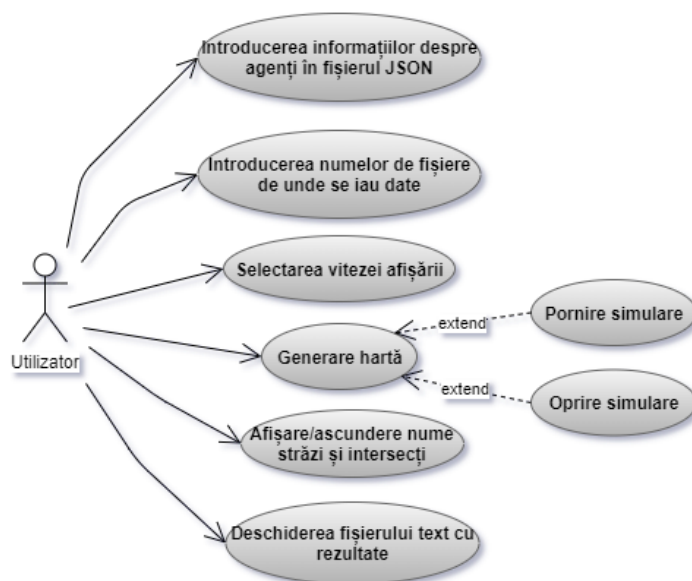 Introducerea informațiilor despre
agenți în fișierul JSON
Introducerea numelor de fișiere
de unde se iau date
Selectarea vitezei afișării
Pornire simulare
extend
Generare hartă
Utilizator
extend
Oprire simulare
Afișare/ascundere nume
străzi și intersecți
Deschiderea fișierului text cu
rezultate